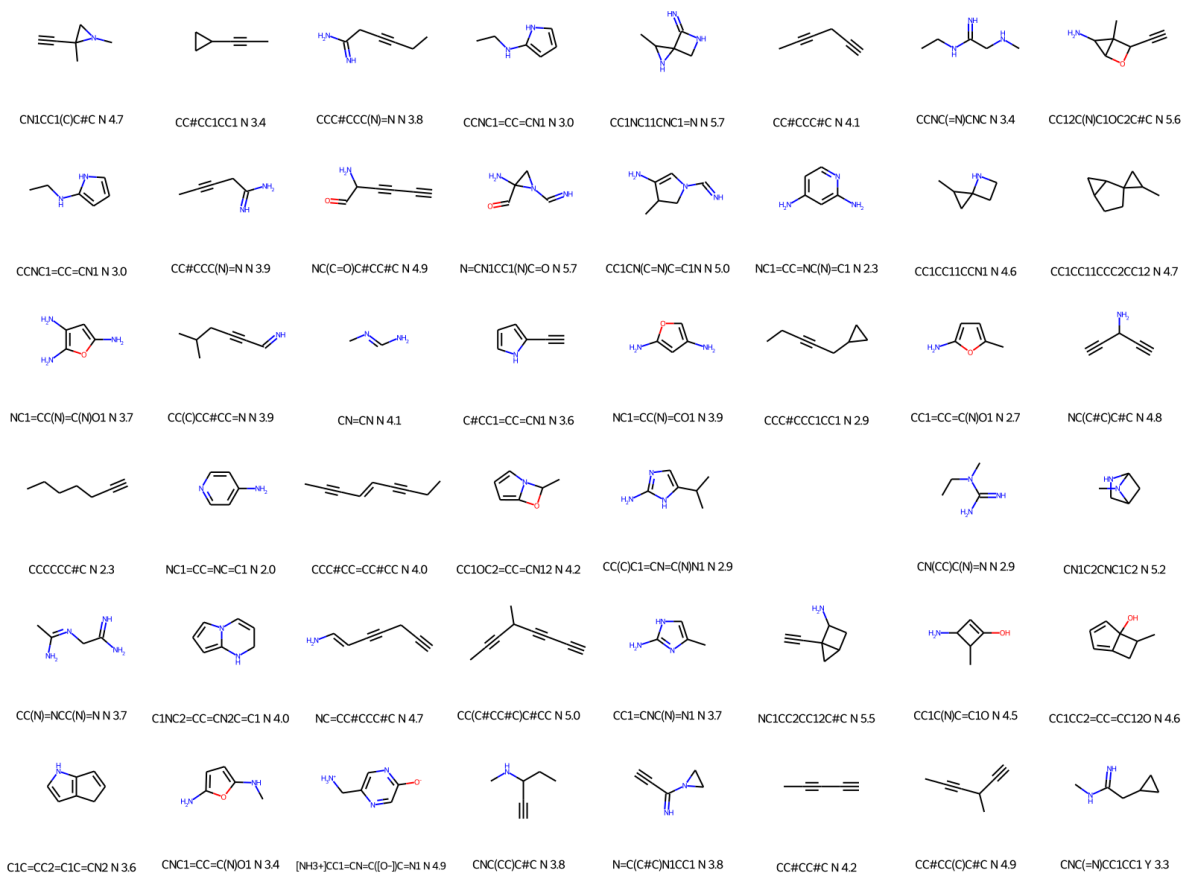 CN1CC1(C)C#C N 4.7
CC#CC1CC1 N 3.4
CCC#CCC(N)=N N 3.8
CCNC1=CC=CN1 N 3.0
CC1NC11CNC1=N N 5.7
CC#CCC#C N 4.1
CCNC(=N)CNC N 3.4
CC12C(N)C1OC2C#C N 5.6
CCNC1=CC=CN1 N 3.0
CC#CCC(N)=N N 3.9
NC(C=O)C#CC#C N 4.9
N=CN1CC1(N)C=O N 5.7
CC1CN(C=N)C=C1N N 5.0
NC1=CC=NC(N)=C1 N 2.3
CC1CC11CCN1 N 4.6
CC1CC11CCC2CC12 N 4.7
NC1=CC(N)=C(N)O1 N 3.7
CC(C)CC#CC=N N 3.9
CN=CN N 4.1
C#CC1=CC=CN1 N 3.6
NC1=CC(N)=CO1 N 3.9
CCC#CCC1CC1 N 2.9
CC1=CC=C(N)O1 N 2.7
NC(C#C)C#C N 4.8
CCCCCC#C N 2.3
NC1=CC=NC=C1 N 2.0
CCC#CC=CC#CC N 4.0
CC1OC2=CC=CN12 N 4.2
CC(C)C1=CN=C(N)N1 N 2.9
CN(CC)C(N)=N N 2.9
CN1C2CNC1C2 N 5.2
CC(N)=NCC(N)=N N 3.7
C1NC2=CC=CN2C=C1 N 4.0
NC=CC#CCC#C N 4.7
CC(C#CC#C)C#CC N 5.0
CC1=CNC(N)=N1 N 3.7
NC1CC2CC12C#C N 5.5
CC1C(N)C=C1O N 4.5
CC1CC2=CC=CC12O N 4.6
C1C=CC2=C1C=CN2 N 3.6
CNC1=CC=C(N)O1 N 3.4
[NH3+]CC1=CN=C([O-])C=N1 N 4.9
CNC(CC)C#C N 3.8
N=C(C#C)N1CC1 N 3.8
CC#CC#C N 4.2
CC#CC(C)C#C N 4.9
CNC(=N)CC1CC1 Y 3.3